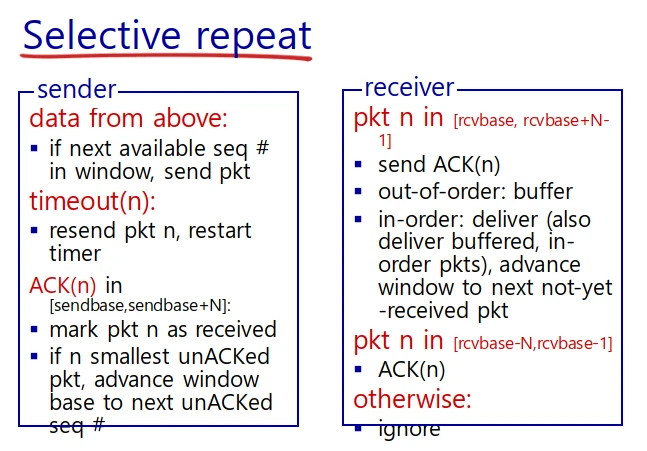 Selective repeat
sender
data from above:
▪ if next available seq #
in window, send pkt
timeout(n):
▪ resend pkt n, restart
timer
ACK(n) in
[sendbase,sendbase+N]:
▪ mark pkt n as received
▪ if n smallest unACKed
pkt, advance window
base to next unACKed
seq #
receiver
pkt n in [rcvbase, rcvbase+N-
1]
▪ send ACK(n)
▪ out-of-order: buffer
▪ in-order: deliver (also
deliver buffered, in-
order pkts), advance
window to next not-yet
-received pkt
pkt n in [rcvbase-N,rcvbase-1]
▪ ACK(n)
otherwise:
▪ ignore